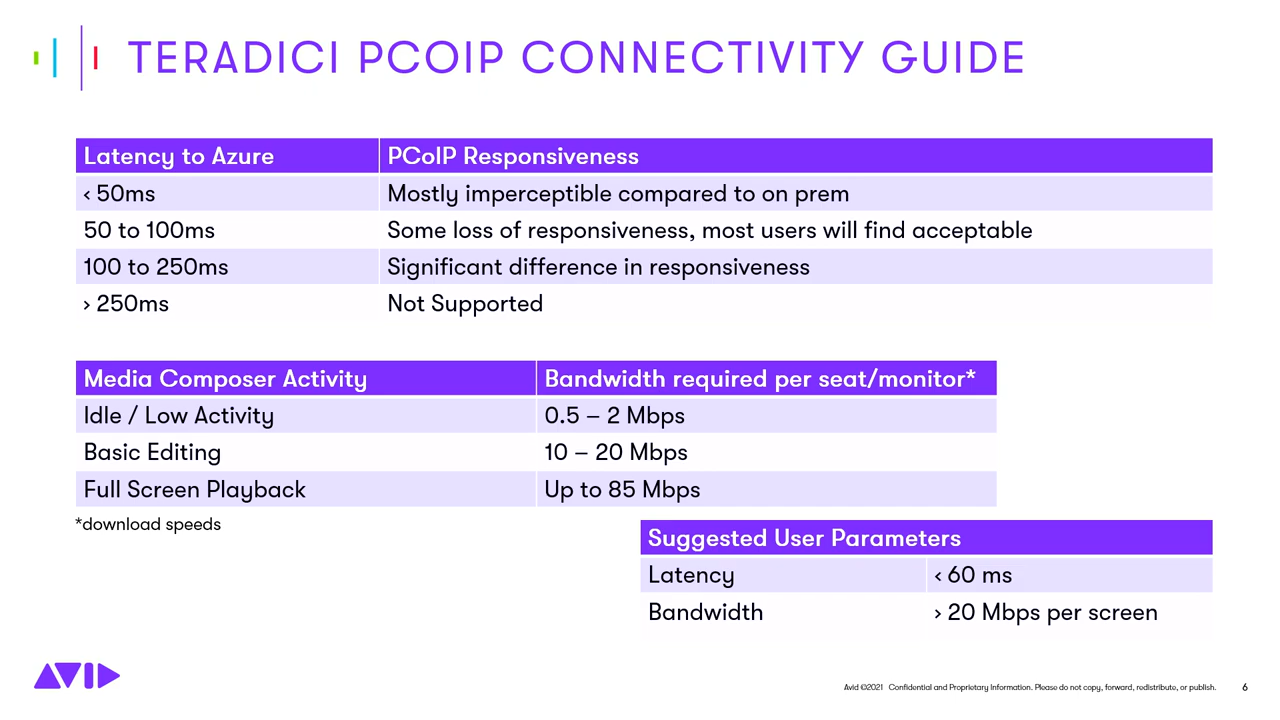 TERADICI PCOIP CONNECTIVITY GUIDE
Latency to Azure PCoIP Responsiveness
< 50ms Mostly imperceptible compared to on prem
50 to 100ms Some loss of responsiveness, most users will find acceptable
100 to 250ms Significant difference in responsiveness
> 250ms Not Supported
Media Composer Activity Bandwidth required per seat/monitor*
Idle / Low Activity 0.5 – 2 Mbps
Basic Editing 10 – 20 Mbps
Full Screen Playback Up to 85 Mbps
*download speeds
Suggested User Parameters
Latency < 60 ms
Bandwidth > 20 Mbps per screen
AVID
Avid ©2021 Confidential and Proprietary Information. Please do not copy, forward, redistribute, or publish. 6